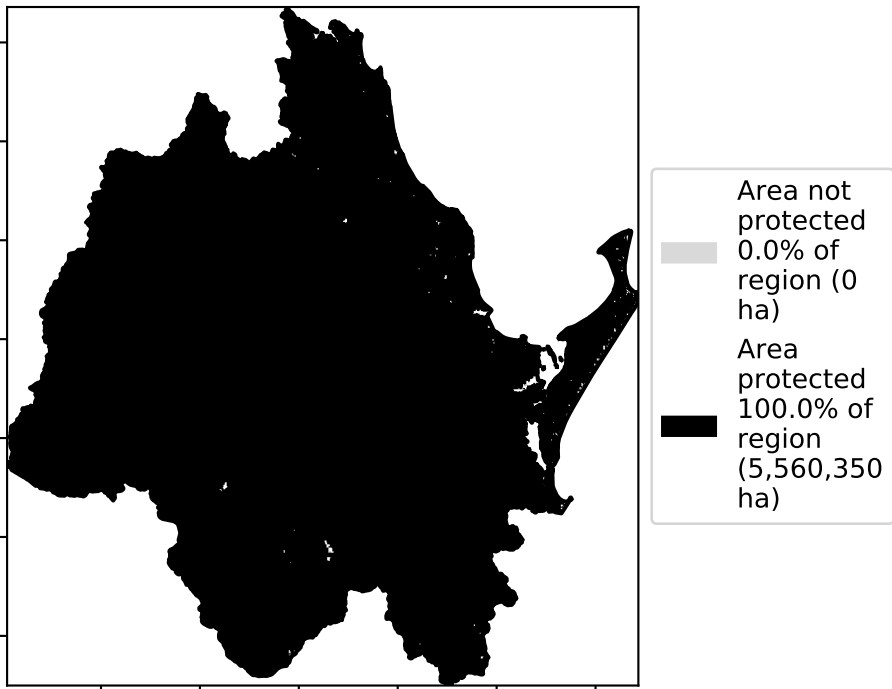 Area not
protected
0.0% of
region (0
ha)
Area
protected
100.0% of
region
(5,560,350
ha)